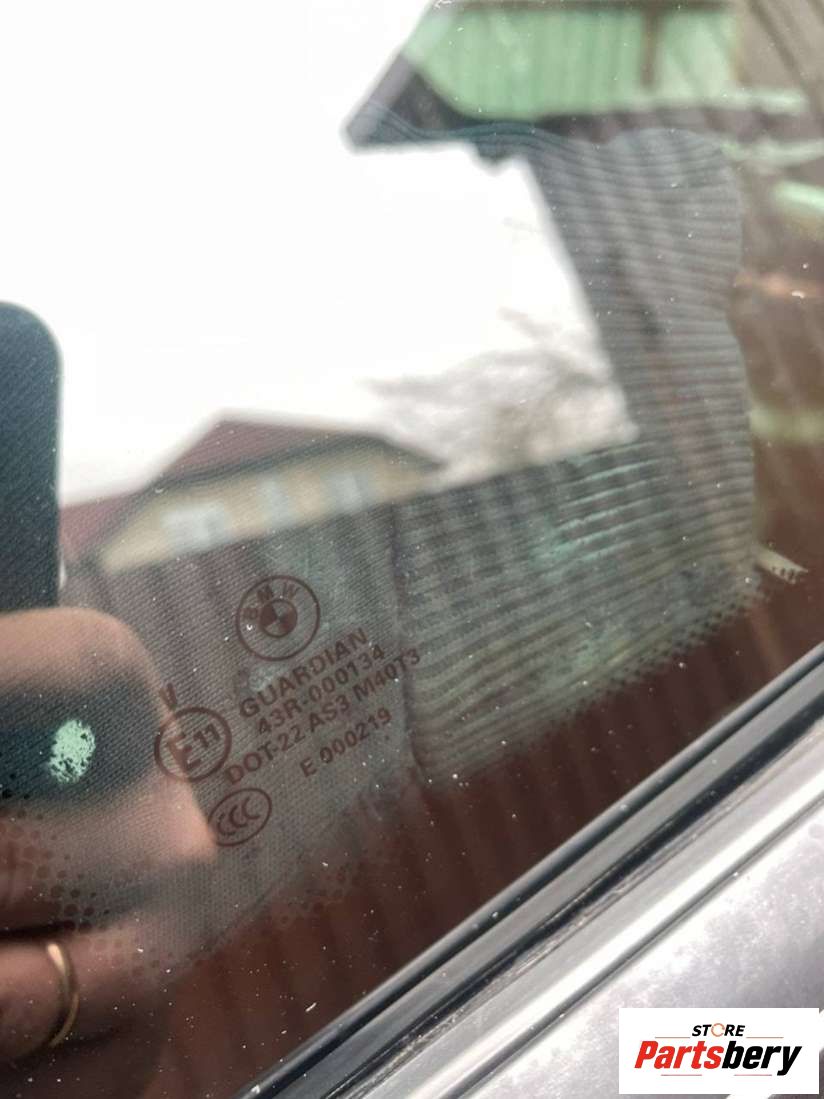 BMW
GUARDIAN
43R-000134
DOT-22 AS3 M40T3
E 000219
V
E11
CCC
STORE
Partsbery